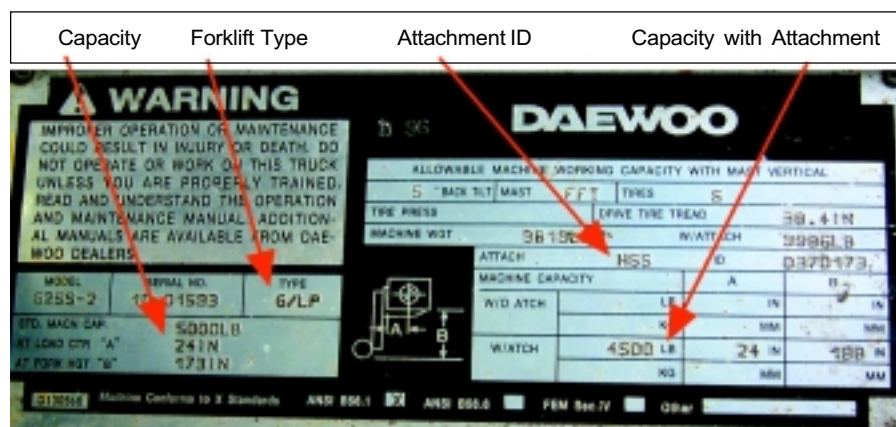 Capacity Forklift Type Attachment ID Capacity with Attachment
WARNING
IMPROPER OPERATION OR MAINTENANCE
COULD RESULT IN INJURY OR DEATH. DO
NOT OPERATE OR WORK ON THIS TRUCK
UNLESS YOU ARE PROPERLY TRAINED.
READ AND UNDERSTAND THE OPERATION
AND MAINTENANCE MANUAL. ADDITION-
AL MANUALS ARE AVAILABLE FROM DAE-
WOO DEALERS
MODEL SERIAL NO. TYPE
G25S-2 G/LP
STD. MACH CAP. 5000LB
AT LOAD CTR "A" 24IN
AT FORK HGT "B" 173IN
DAEWOO
ALLOWABLE MACHINE WORKING CAPACITY WITH MAST VERTICAL
5 ° BACK TILT MAST FFT TIRES S
TIRE PRESS DRIVE TIRE TREAD 38.41N
MACHINE WGT W/ATTACH 9986LB
ATTACH HSS ID 0370173
MACHINE CAPACITY A B
W/O ATCH LB IN IN
KG MM MM
A
B
W/ATCH 4500 LB 24 IN 188 IN
KG MM MM
Machine Conforms to X Standards ANSI B56.1 X ANSI B56.6 FEM Sec.IV Other